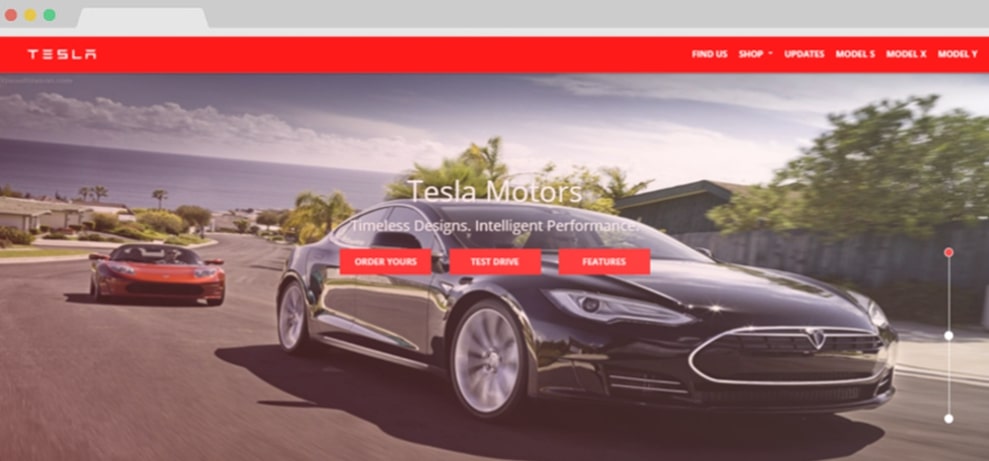 TESLA
FIND US SHOP UPDATES MODEL S MODEL X MODEL Y
Tesla Motors
Timeless Designs. Intelligent Performance.
ORDER YOURS TEST DRIVE FEATURES